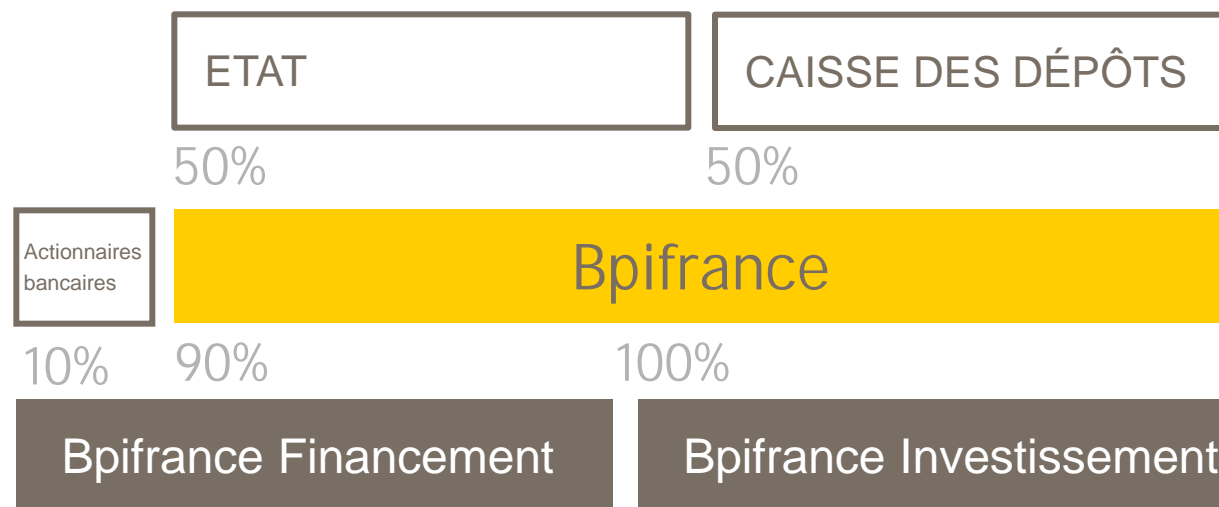 ETAT
CAISSE DES DÉPÔTS
50%
50%
Actionnaires
bancaires
Bpifrance
10%
90%
100%
Bpifrance Financement
Bpifrance Investissement